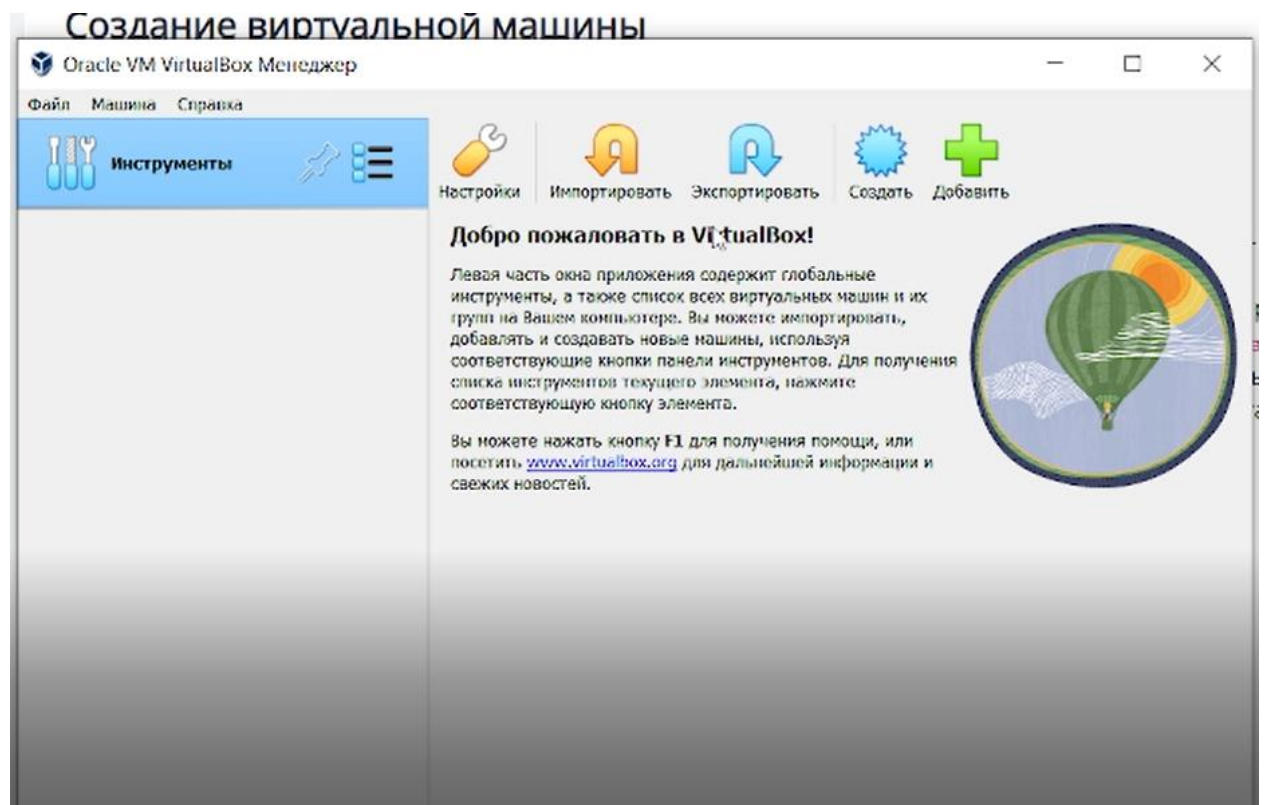 Создание виртуальной машины
Oracle VM VirtualBox Менеджер
Файл Машина Справка
Инструменты
Настройки Импортировать Экспортировать Создать Добавить
Добро пожаловать в VirtualBox!
Левая часть окна приложения содержит глобальные
инструменты, а также список всех виртуальных машин и их
групп на Вашем компьютере. Вы можете импортировать,
добавлять и создавать новые машины, используя
соответствующие кнопки панели инструментов. Для получения
списка инструментов текущего элемента, нажмите
соответствующую кнопку элемента.
Вы можете нажать кнопку F1 для получения помощи, или
посетить www.virtualbox.org для дальнейшей информации и
свежих новостей.